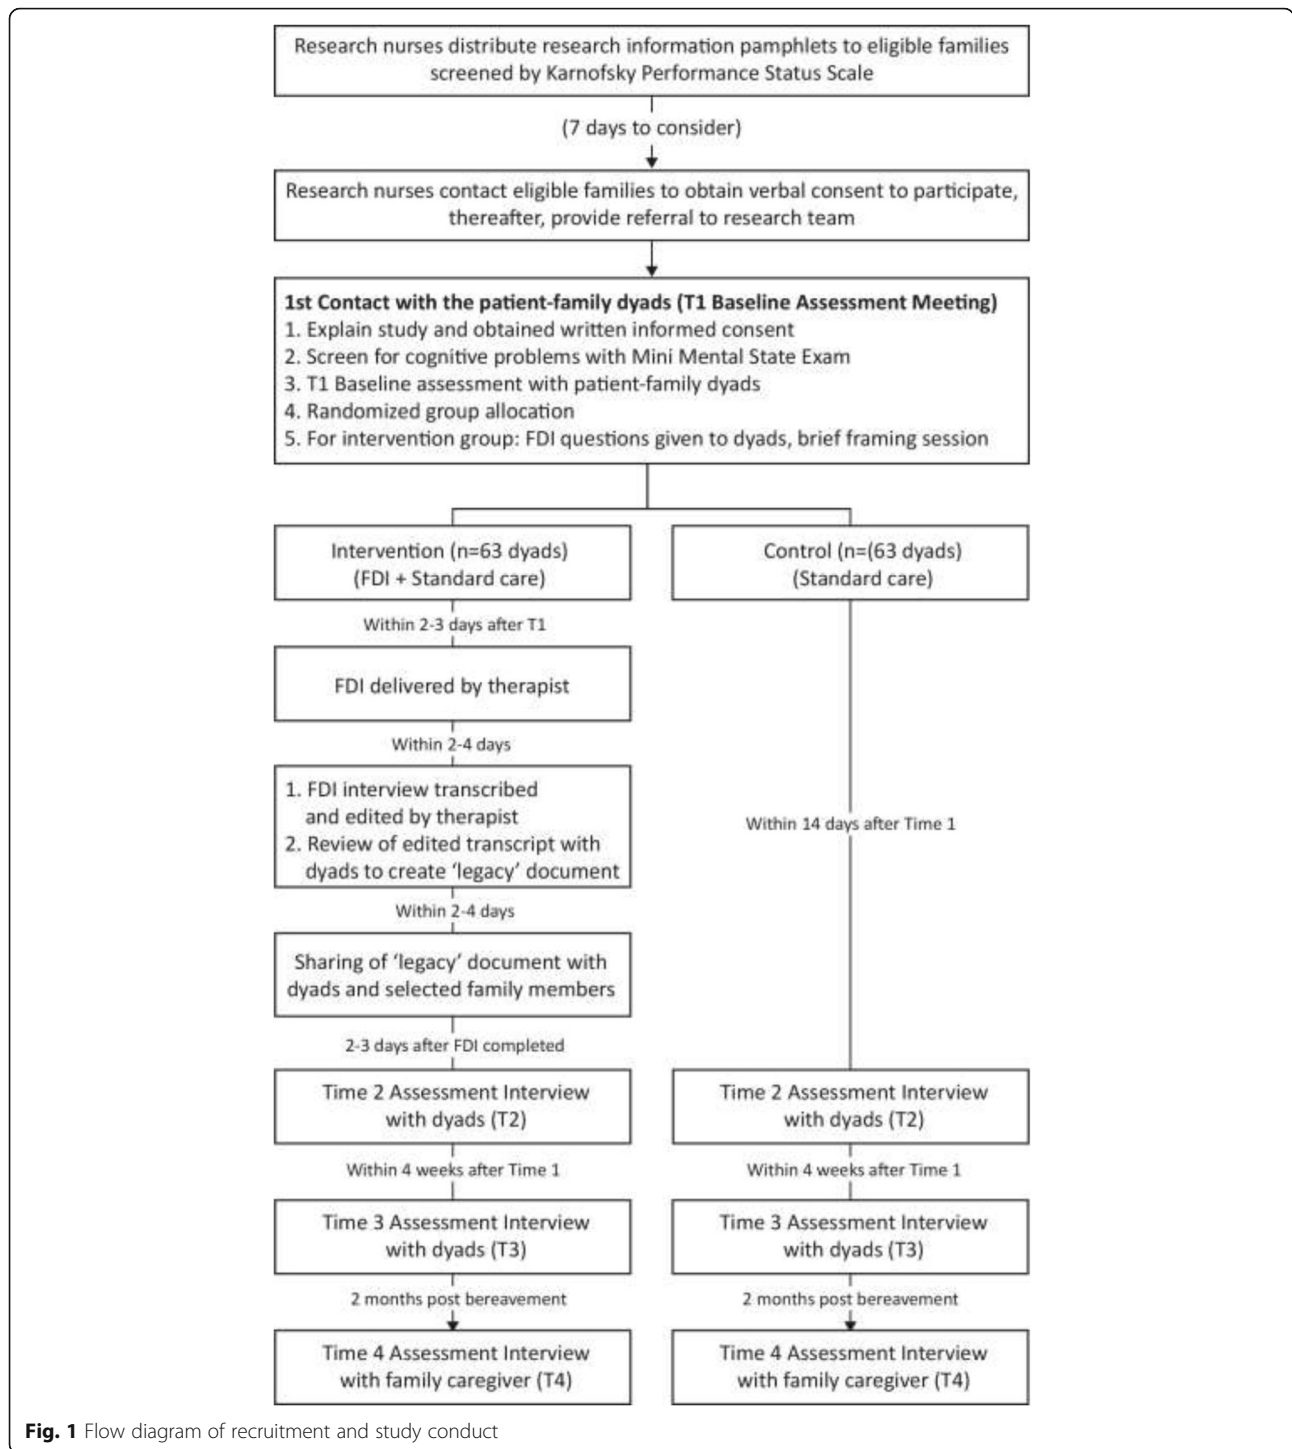 Research nurses distribute research information pamphlets to eligible families
screened by Karnofsky Performance Status Scale
(7 days to consider)
Research nurses contact eligible families to obtain verbal consent to participate,
thereafter, provide referral to research team
1st Contact with the patient-family dyads (T1 Baseline Assessment Meeting)
1. Explain study and obtained written informed consent
2. Screen for cognitive problems with Mini Mental State Exam
3. T1 Baseline assessment with patient-family dyads
4. Randomized group allocation
5. For intervention group: FDI questions given to dyads, brief framing session
Intervention (n=63 dyads)
(FDI + Standard care)
Control (n=(63 dyads)
(Standard care)
Within 2-3 days after T1
FDI delivered by therapist
Within 2-4 days
1. FDI interview transcribed
and edited by therapist
2. Review of edited transcript with
dyads to create ‘legacy’ document
Within 14 days after Time 1
Within 2-4 days
Sharing of ‘legacy’ document with
dyads and selected family members
2-3 days after FDI completed
Time 2 Assessment Interview
with dyads (T2)
Time 2 Assessment Interview
with dyads (T2)
Within 4 weeks after Time 1
Within 4 weeks after Time 1
Time 3 Assessment Interview
with dyads (T3)
Time 3 Assessment Interview
with dyads (T3)
2 months post bereavement
2 months post bereavement
Time 4 Assessment Interview
with family caregiver (T4)
Time 4 Assessment Interview
with family caregiver (T4)
Fig. 1 Flow diagram of recruitment and study conduct